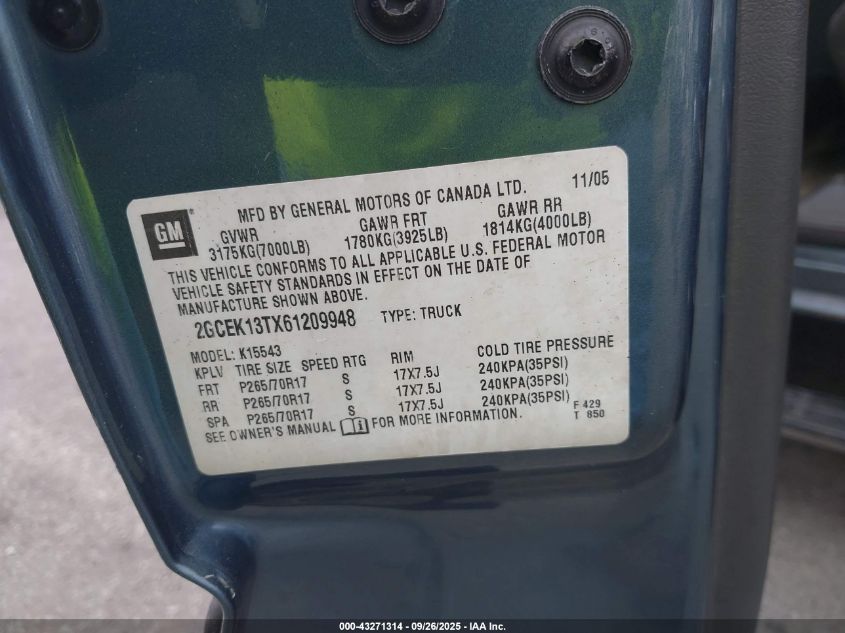 MFD BY GENERAL MOTORS OF CANADA LTD. 11/05
GM
GVWR GAWR FRT GAWR RR
3175KG(7000LB) 1780KG(3925LB) 1814KG(4000LB)
THIS VEHICLE CONFORMS TO ALL APPLICABLE U.S. FEDERAL MOTOR
VEHICLE SAFETY STANDARDS IN EFFECT ON THE DATE OF
MANUFACTURE SHOWN ABOVE.
2GCEK13TX61209948 TYPE: TRUCK
MODEL: K15543
KPLV TIRE SIZE SPEED RTG RIM COLD TIRE PRESSURE
FRT P265/70R17 S 17X7.5J 240KPA(35PSI)
RR P265/70R17 S 17X7.5J 240KPA(35PSI)
SPA P265/70R17 S 17X7.5J 240KPA(35PSI)
SEE OWNER'S MANUAL FOR MORE INFORMATION.
F 429
T 850
000-43271314 - 09/26/2025 - IAA Inc.